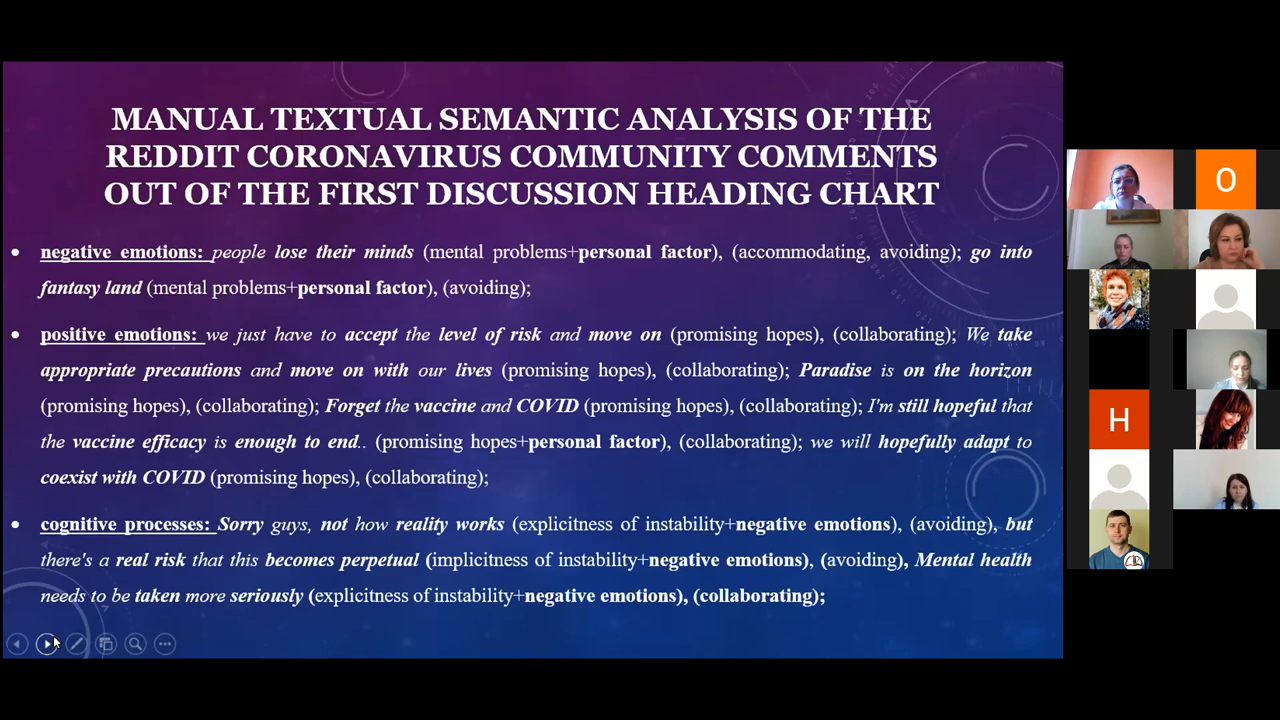 MANUAL TEXTUAL SEMANTIC ANALYSIS OF THE
REDDIT CORONAVIRUS COMMUNITY COMMENTS
OUT OF THE FIRST DISCUSSION HEADING CHART
• negative emotions: people lose their minds (mental problems+personal factor), (accommodating, avoiding); go into
fantasy land (mental problems+personal factor), (avoiding);
• positive emotions: we just have to accept the level of risk and move on (promising hopes), (collaborating); We take
appropriate precautions and move on with our lives (promising hopes), (collaborating); Paradise is on the horizon
(promising hopes), (collaborating); Forget the vaccine and COVID (promising hopes), (collaborating); I'm still hopeful that
the vaccine efficacy is enough to end.. (promising hopes+personal factor), (collaborating); we will hopefully adapt to
coexist with COVID (promising hopes), (collaborating);
• cognitive processes: Sorry guys, not how reality works (explicitness of instability+negative emotions), (avoiding), but
there's a real risk that this becomes perpetual (implicitness of instability+negative emotions), (avoiding), Mental health
needs to be taken more seriously (explicitness of instability+negative emotions), (collaborating);
O
H